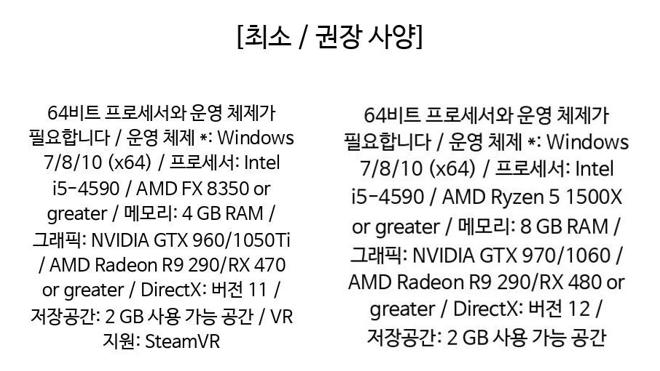 [최소 / 권장 사양]
64비트 프로세서와 운영 체제가
필요합니다 / 운영 체제 *: Windows
7/8/10 (x64) / 프로세서: Intel
i5-4590 / AMD FX 8350 or
greater / 메모리: 4 GB RAM /
그래픽: NVIDIA GTX 960/1050Ti
/ AMD Radeon R9 290/RX 470
or greater / DirectX: 버전 11 /
저장공간: 2 GB 사용 가능 공간 / VR
지원: SteamVR
64비트 프로세서와 운영 체제가
필요합니다 / 운영 체제 *: Windows
7/8/10 (x64) / 프로세서: Intel
i5-4590 / AMD Ryzen 5 1500X
or greater / 메모리: 8 GB RAM /
그래픽: NVIDIA GTX 970/1060 /
AMD Radeon R9 290/RX 480 or
greater / DirectX: 버전 12 /
저장공간: 2 GB 사용 가능 공간